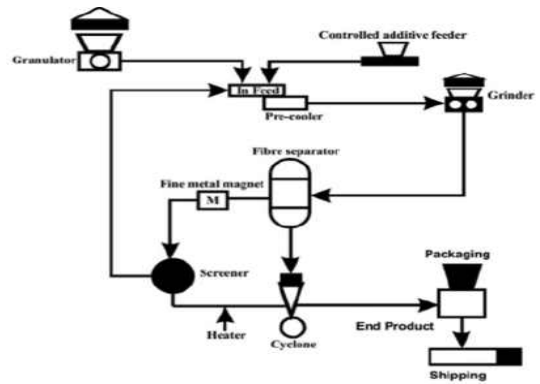 Controlled additive feeder
Granulator
In Feed
Grinder
Pre-cooler
Fibre separator
Fine metal magnet
M
Screener
Packaging
Heater
Cyclone
End Product
Shipping